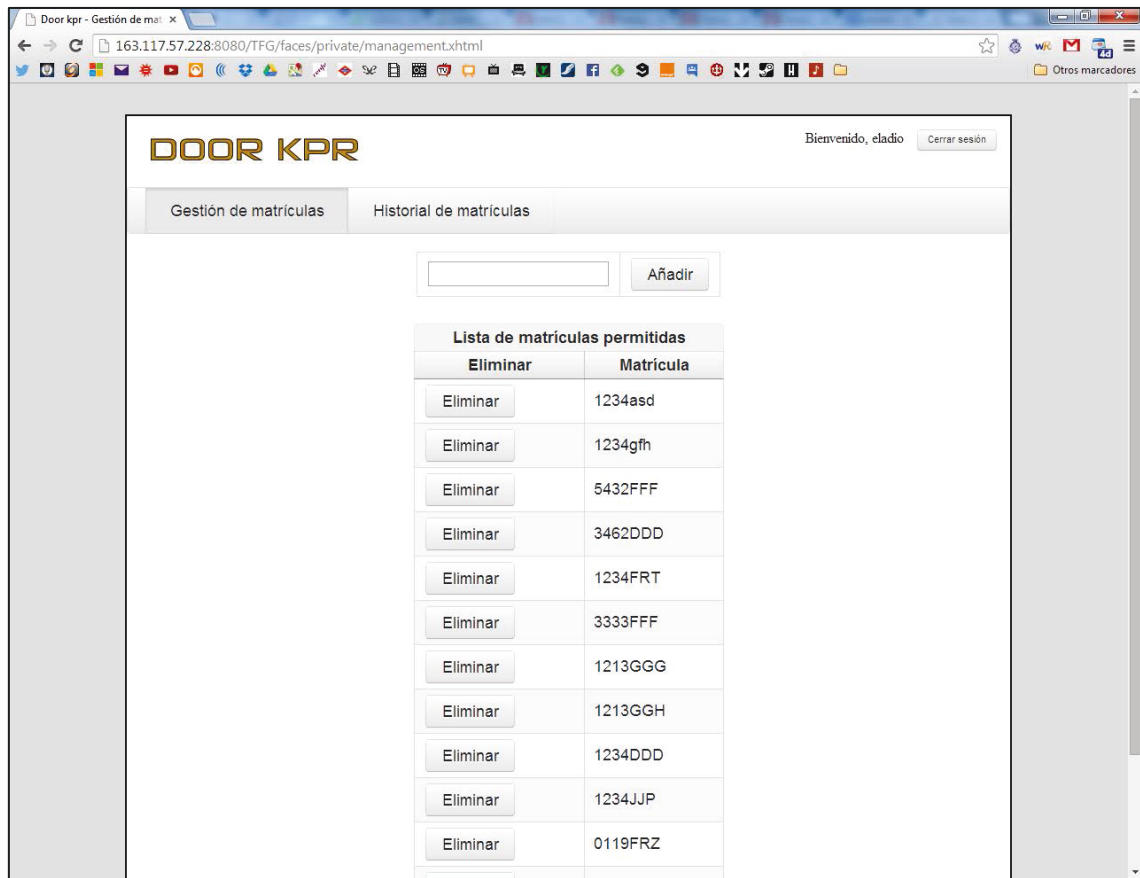 Door kpr - Gestión de mat
163.117.57.228:8080/TFG/faces/private/management.xhtml
Otros marcadores
DOOR KPR
Bienvenido, eladio
Cerrar sesión
Gestión de matrículas Historial de matrículas
Añadir
Lista de matrículas permitidas
Eliminar Matrícula
Eliminar 1234asd
Eliminar 1234gfh
Eliminar 5432FFF
Eliminar 3462DDD
Eliminar 1234FRT
Eliminar 3333FFF
Eliminar 1213GGG
Eliminar 1213GGH
Eliminar 1234DDD
Eliminar 1234JJP
Eliminar 0119FRZ